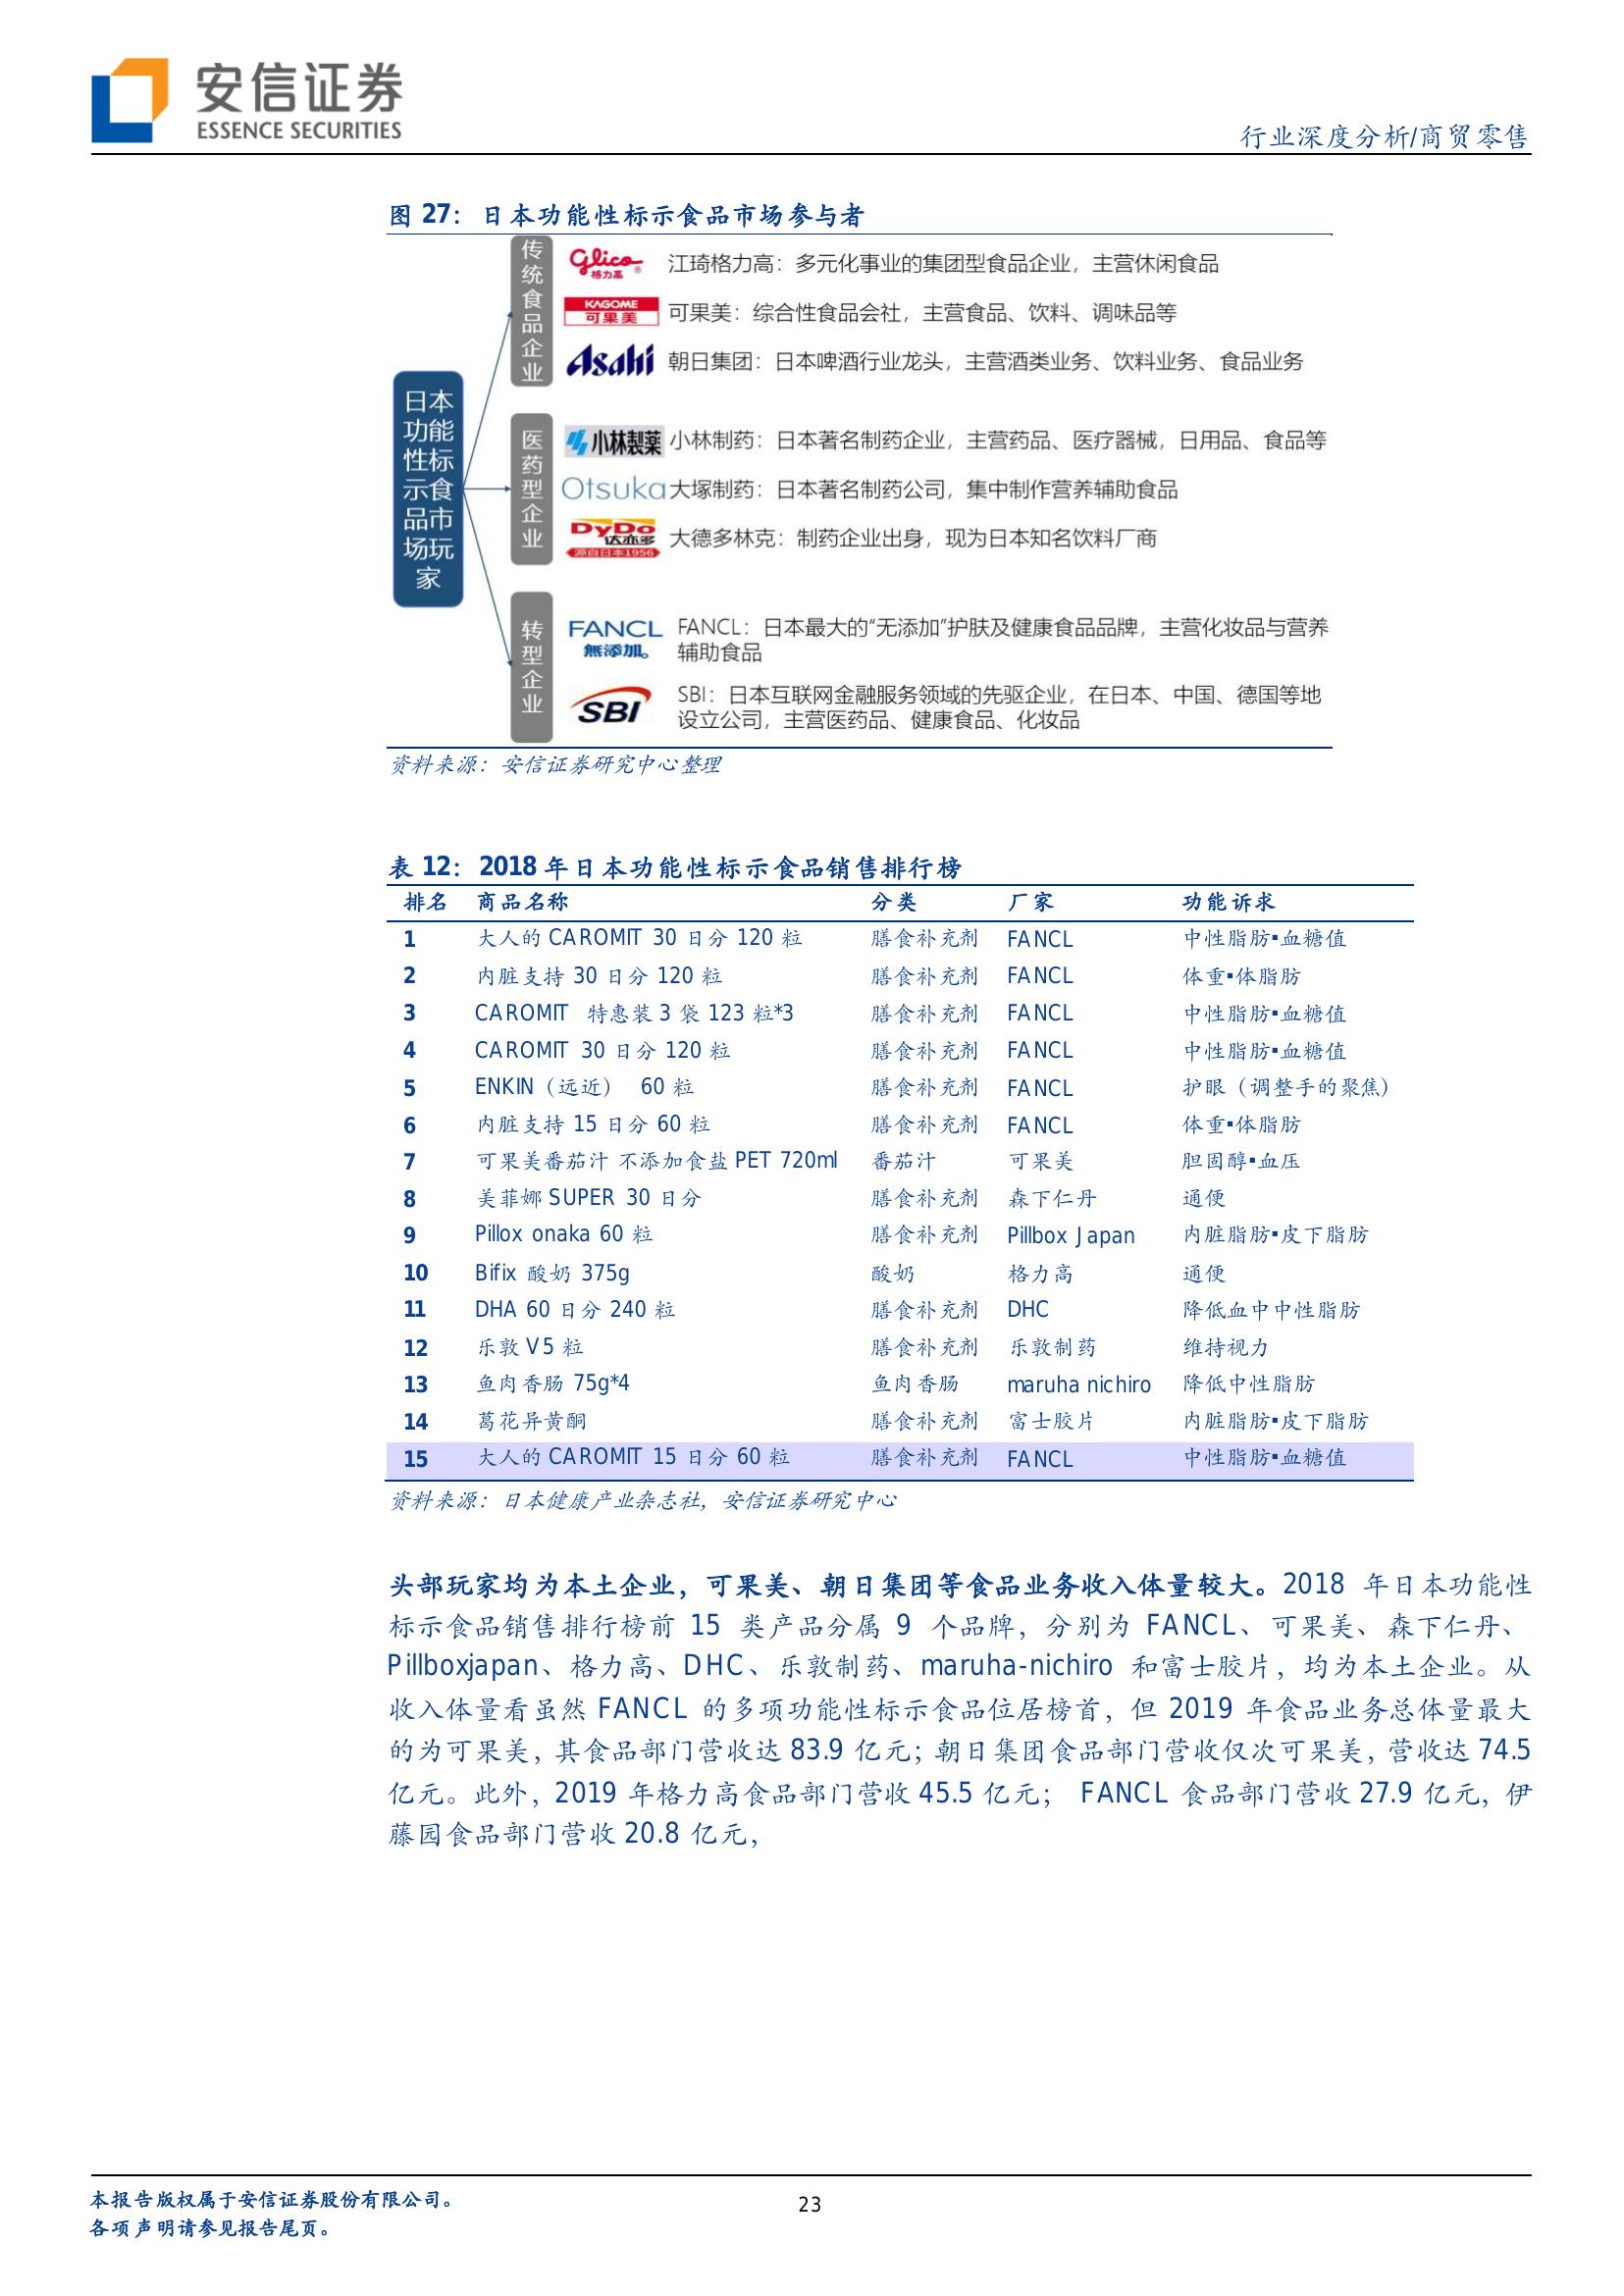 安信证券
ESSENCE SECURITIES
行业深度分析/商贸零售
图 27：日本功能性标示食品市场参与者
日本功能性标示食品市场玩家
传统食品企业
Glico 格力高 江琦格力高：多元化事业的集团型食品企业，主营休闲食品
KAGOME 可果美 可果美：综合性食品会社，主营食品、饮料、调味品等
Asahi 朝日集团：日本啤酒行业龙头，主营酒类业务、饮料业务、食品业务
医药型企业
小林製薬 小林制药：日本著名制药企业，主营药品、医疗器械，日用品、食品等
Otsuka 大塚制药：日本著名制药公司，集中制作营养辅助食品
DyDo 达亦多 源自日本1956 大德多林克：制药企业出身，现为日本知名饮料厂商
转型企业
FANCL 無添加。 FANCL：日本最大的“无添加”护肤及健康食品品牌，主营化妆品与营养
辅助食品
SBI SBI：日本互联网金融服务领域的先驱企业，在日本、中国、德国等地
设立公司，主营医药品、健康食品、化妆品
资料来源：安信证券研究中心整理
表 12：2018 年日本功能性标示食品销售排行榜
排名 商品名称 分类 厂家 功能诉求
1 大人的 CAROMIT 30 日分 120 粒 膳食补充剂 FANCL 中性脂肪▪血糖值
2 内脏支持 30 日分 120 粒 膳食补充剂 FANCL 体重▪体脂肪
3 CAROMIT 特惠装 3 袋 123 粒*3 膳食补充剂 FANCL 中性脂肪▪血糖值
4 CAROMIT 30 日分 120 粒 膳食补充剂 FANCL 中性脂肪▪血糖值
5 ENKIN（远近） 60 粒 膳食补充剂 FANCL 护眼（调整手的聚焦）
6 内脏支持 15 日分 60 粒 膳食补充剂 FANCL 体重▪体脂肪
7 可果美番茄汁 不添加食盐 PET 720ml 番茄汁 可果美 胆固醇▪血压
8 美菲娜 SUPER 30 日分 膳食补充剂 森下仁丹 通便
9 Pillox onaka 60 粒 膳食补充剂 Pillbox Japan 内脏脂肪▪皮下脂肪
10 Bifix 酸奶 375g 酸奶 格力高 通便
11 DHA 60 日分 240 粒 膳食补充剂 DHC 降低血中中性脂肪
12 乐敦 V5 粒 膳食补充剂 乐敦制药 维持视力
13 鱼肉香肠 75g*4 鱼肉香肠 maruha nichiro 降低中性脂肪
14 葛花异黄酮 膳食补充剂 富士胶片 内脏脂肪▪皮下脂肪
15 大人的 CAROMIT 15 日分 60 粒 膳食补充剂 FANCL 中性脂肪▪血糖值
资料来源：日本健康产业杂志社，安信证券研究中心
头部玩家均为本土企业，可果美、朝日集团等食品业务收入体量较大。2018 年日本功能性
标示食品销售排行榜前 15 类产品分属 9 个品牌，分别为 FANCL、可果美、森下仁丹、
Pillboxjapan、格力高、DHC、乐敦制药、maruha-nichiro 和富士胶片，均为本土企业。从
收入体量看虽然 FANCL 的多项功能性标示食品位居榜首，但 2019 年食品业务总体量最大
的为可果美，其食品部门营收达 83.9 亿元；朝日集团食品部门营收仅次可果美，营收达 74.5
亿元。此外，2019 年格力高食品部门营收 45.5 亿元； FANCL 食品部门营收 27.9 亿元，伊
藤园食品部门营收 20.8 亿元，
本报告版权属于安信证券股份有限公司。
各项声明请参见报告尾页。
23